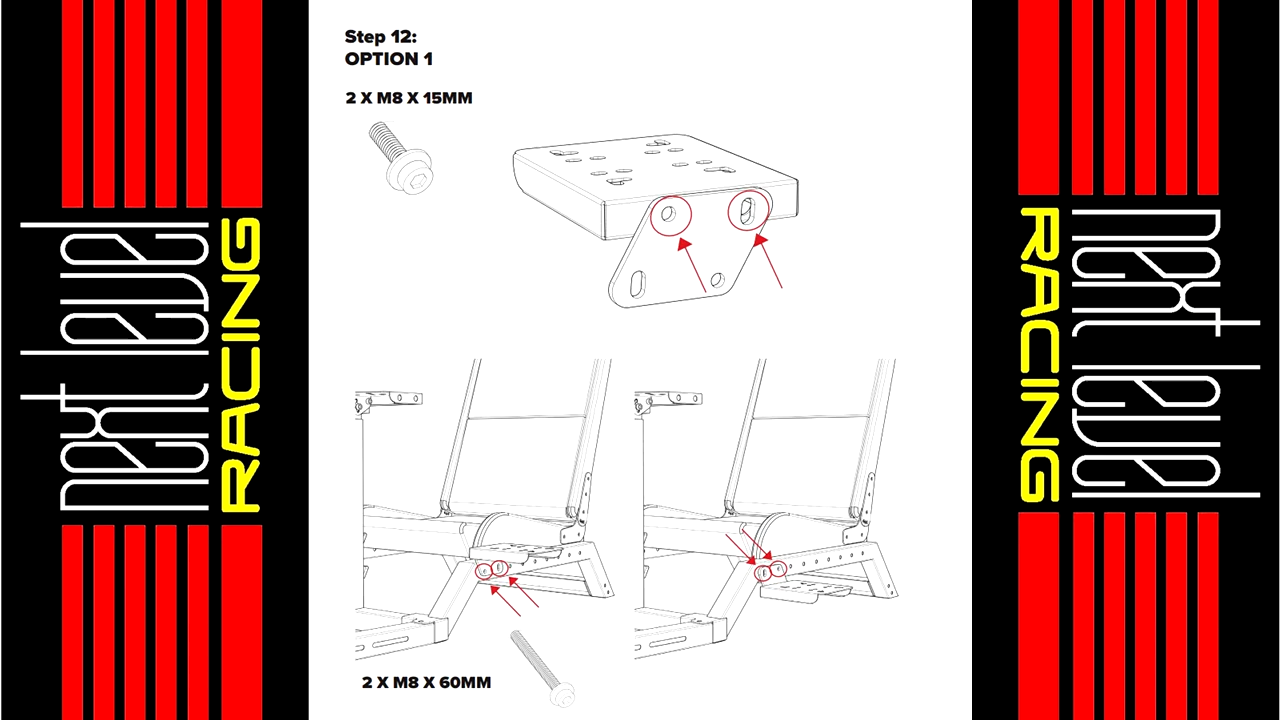 Step 12:
OPTION 1
2 X M8 X 15MM
2 X M8 X 60MM
next level
RACING
next level
RACING